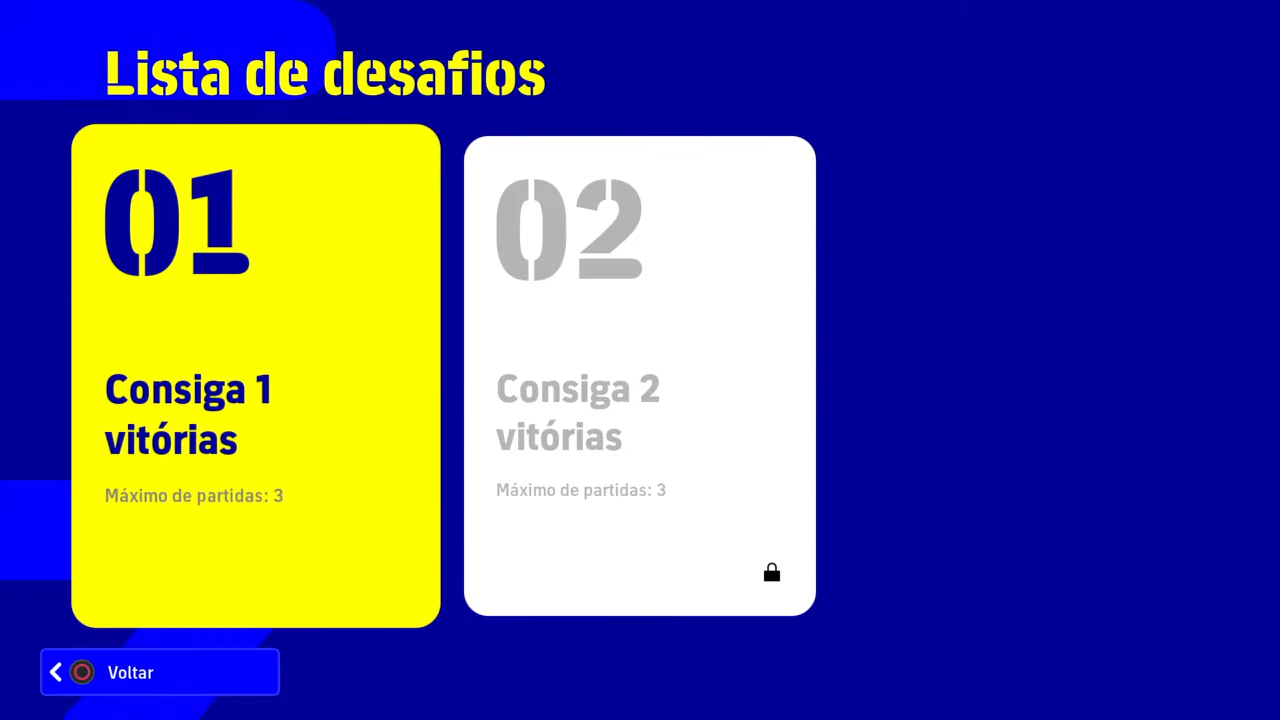 Lista de desafios
01
Consiga 1
vitórias
Máximo de partidas: 3
02
Consiga 2
vitórias
Máximo de partidas: 3
Voltar